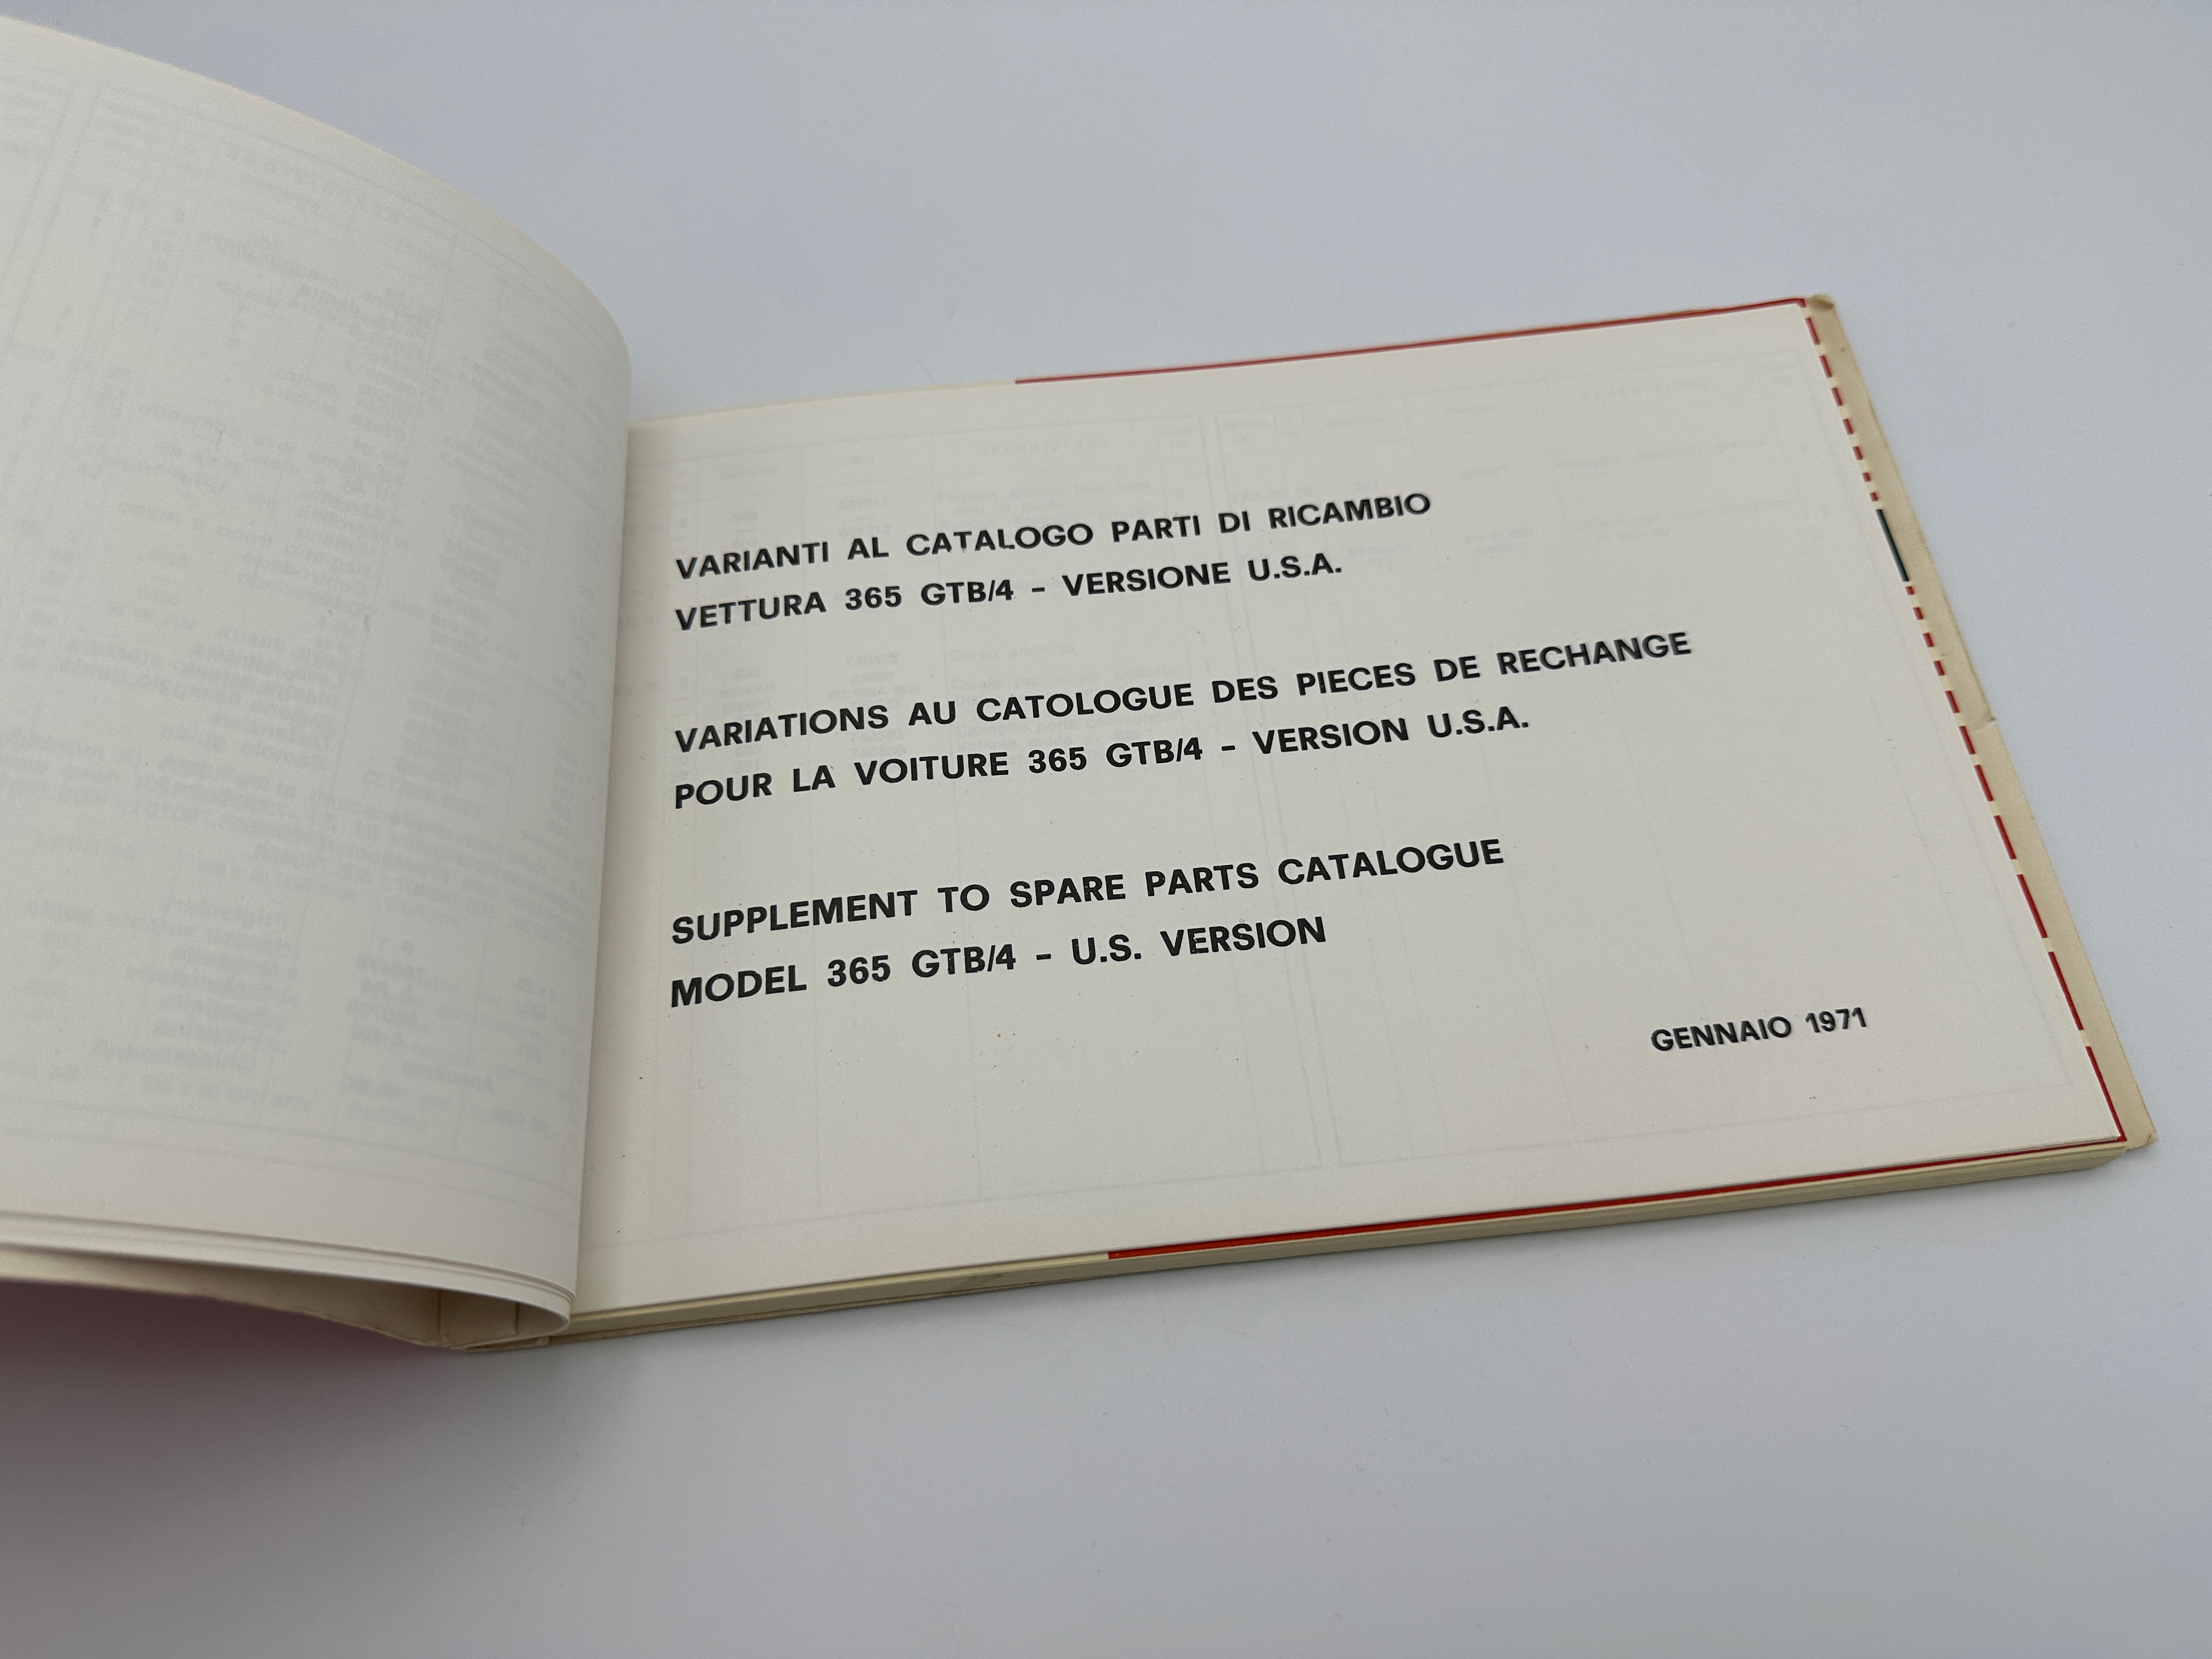 VARIANTI AL CATALOGO PARTI DI RICAMBIO
VETTURA 365 GTB/4 - VERSIONE U.S.A.
VARIATIONS AU CATOLOGUE DES PIECES DE RECHANGE
POUR LA VOITURE 365 GTB/4 - VERSION U.S.A.
SUPPLEMENT TO SPARE PARTS CATALOGUE
MODEL 365 GTB/4 - U.S. VERSION
GENNAIO 1971